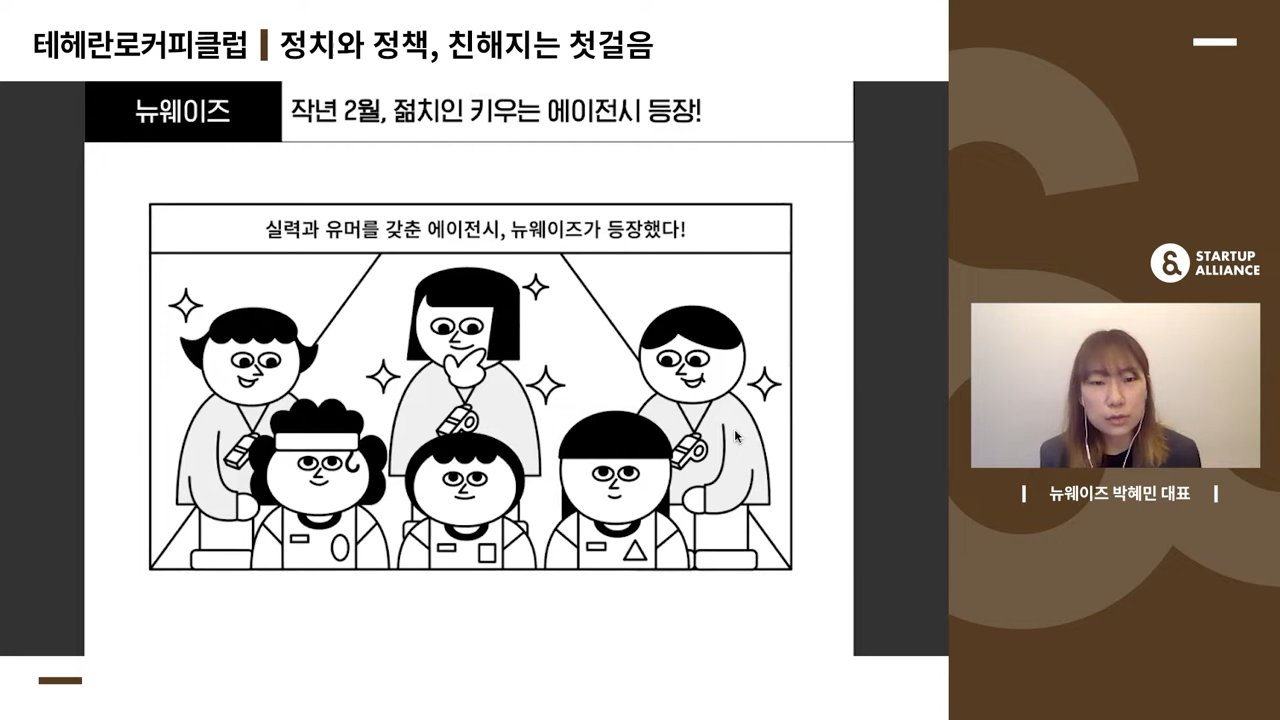 테헤란로커피클럽 | 정치와 정책, 친해지는 첫걸음
뉴웨이즈 작년 2월, 젊치인 키우는 에이전시 등장!
실력과 유머를 갖춘 에이전시, 뉴웨이즈가 등장했다!
STARTUP
ALLIANCE
| 뉴웨이즈 박혜민 대표 |